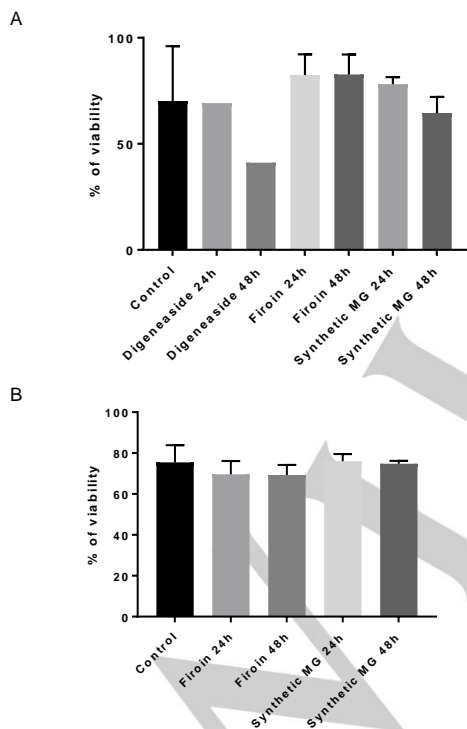 A
% of viability
100
50
0
Control
Digeneaside 24h
Digeneaside 48h
Firoin 24h
Firoin 48h
Synthetic MG 24h
Synthetic MG 48h
B
% of viability
100
80
60
40
20
0
Control
Firoin 24h
Firoin 48h
Synthetic MG 24h
Synthetic MG 48h